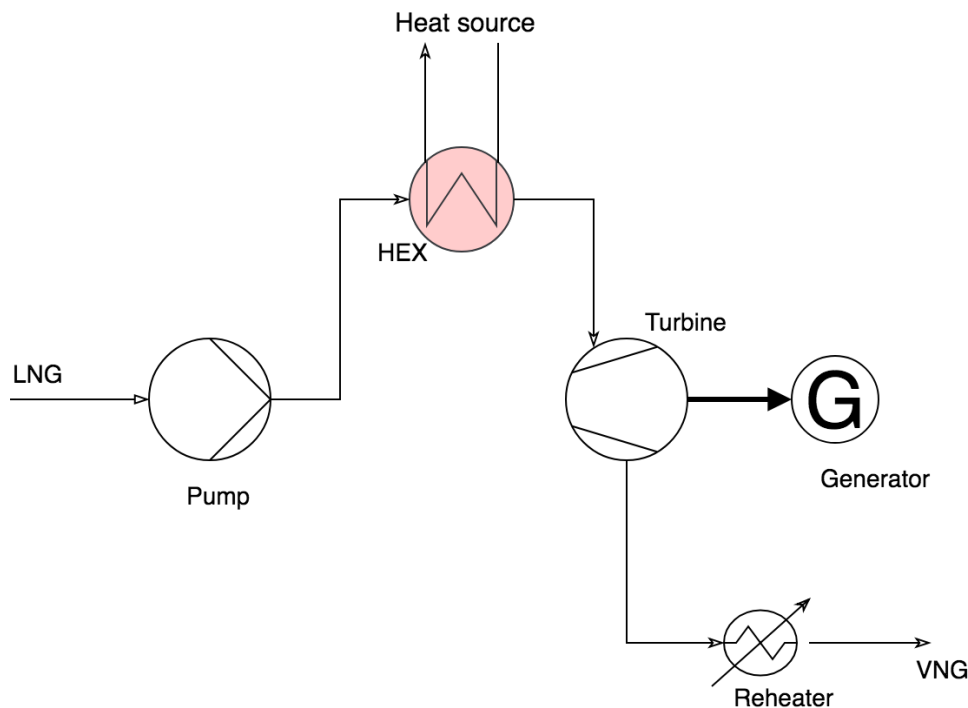 Heat source
HEX
Turbine
LNG
G
Generator
Pump
VNG
Reheater